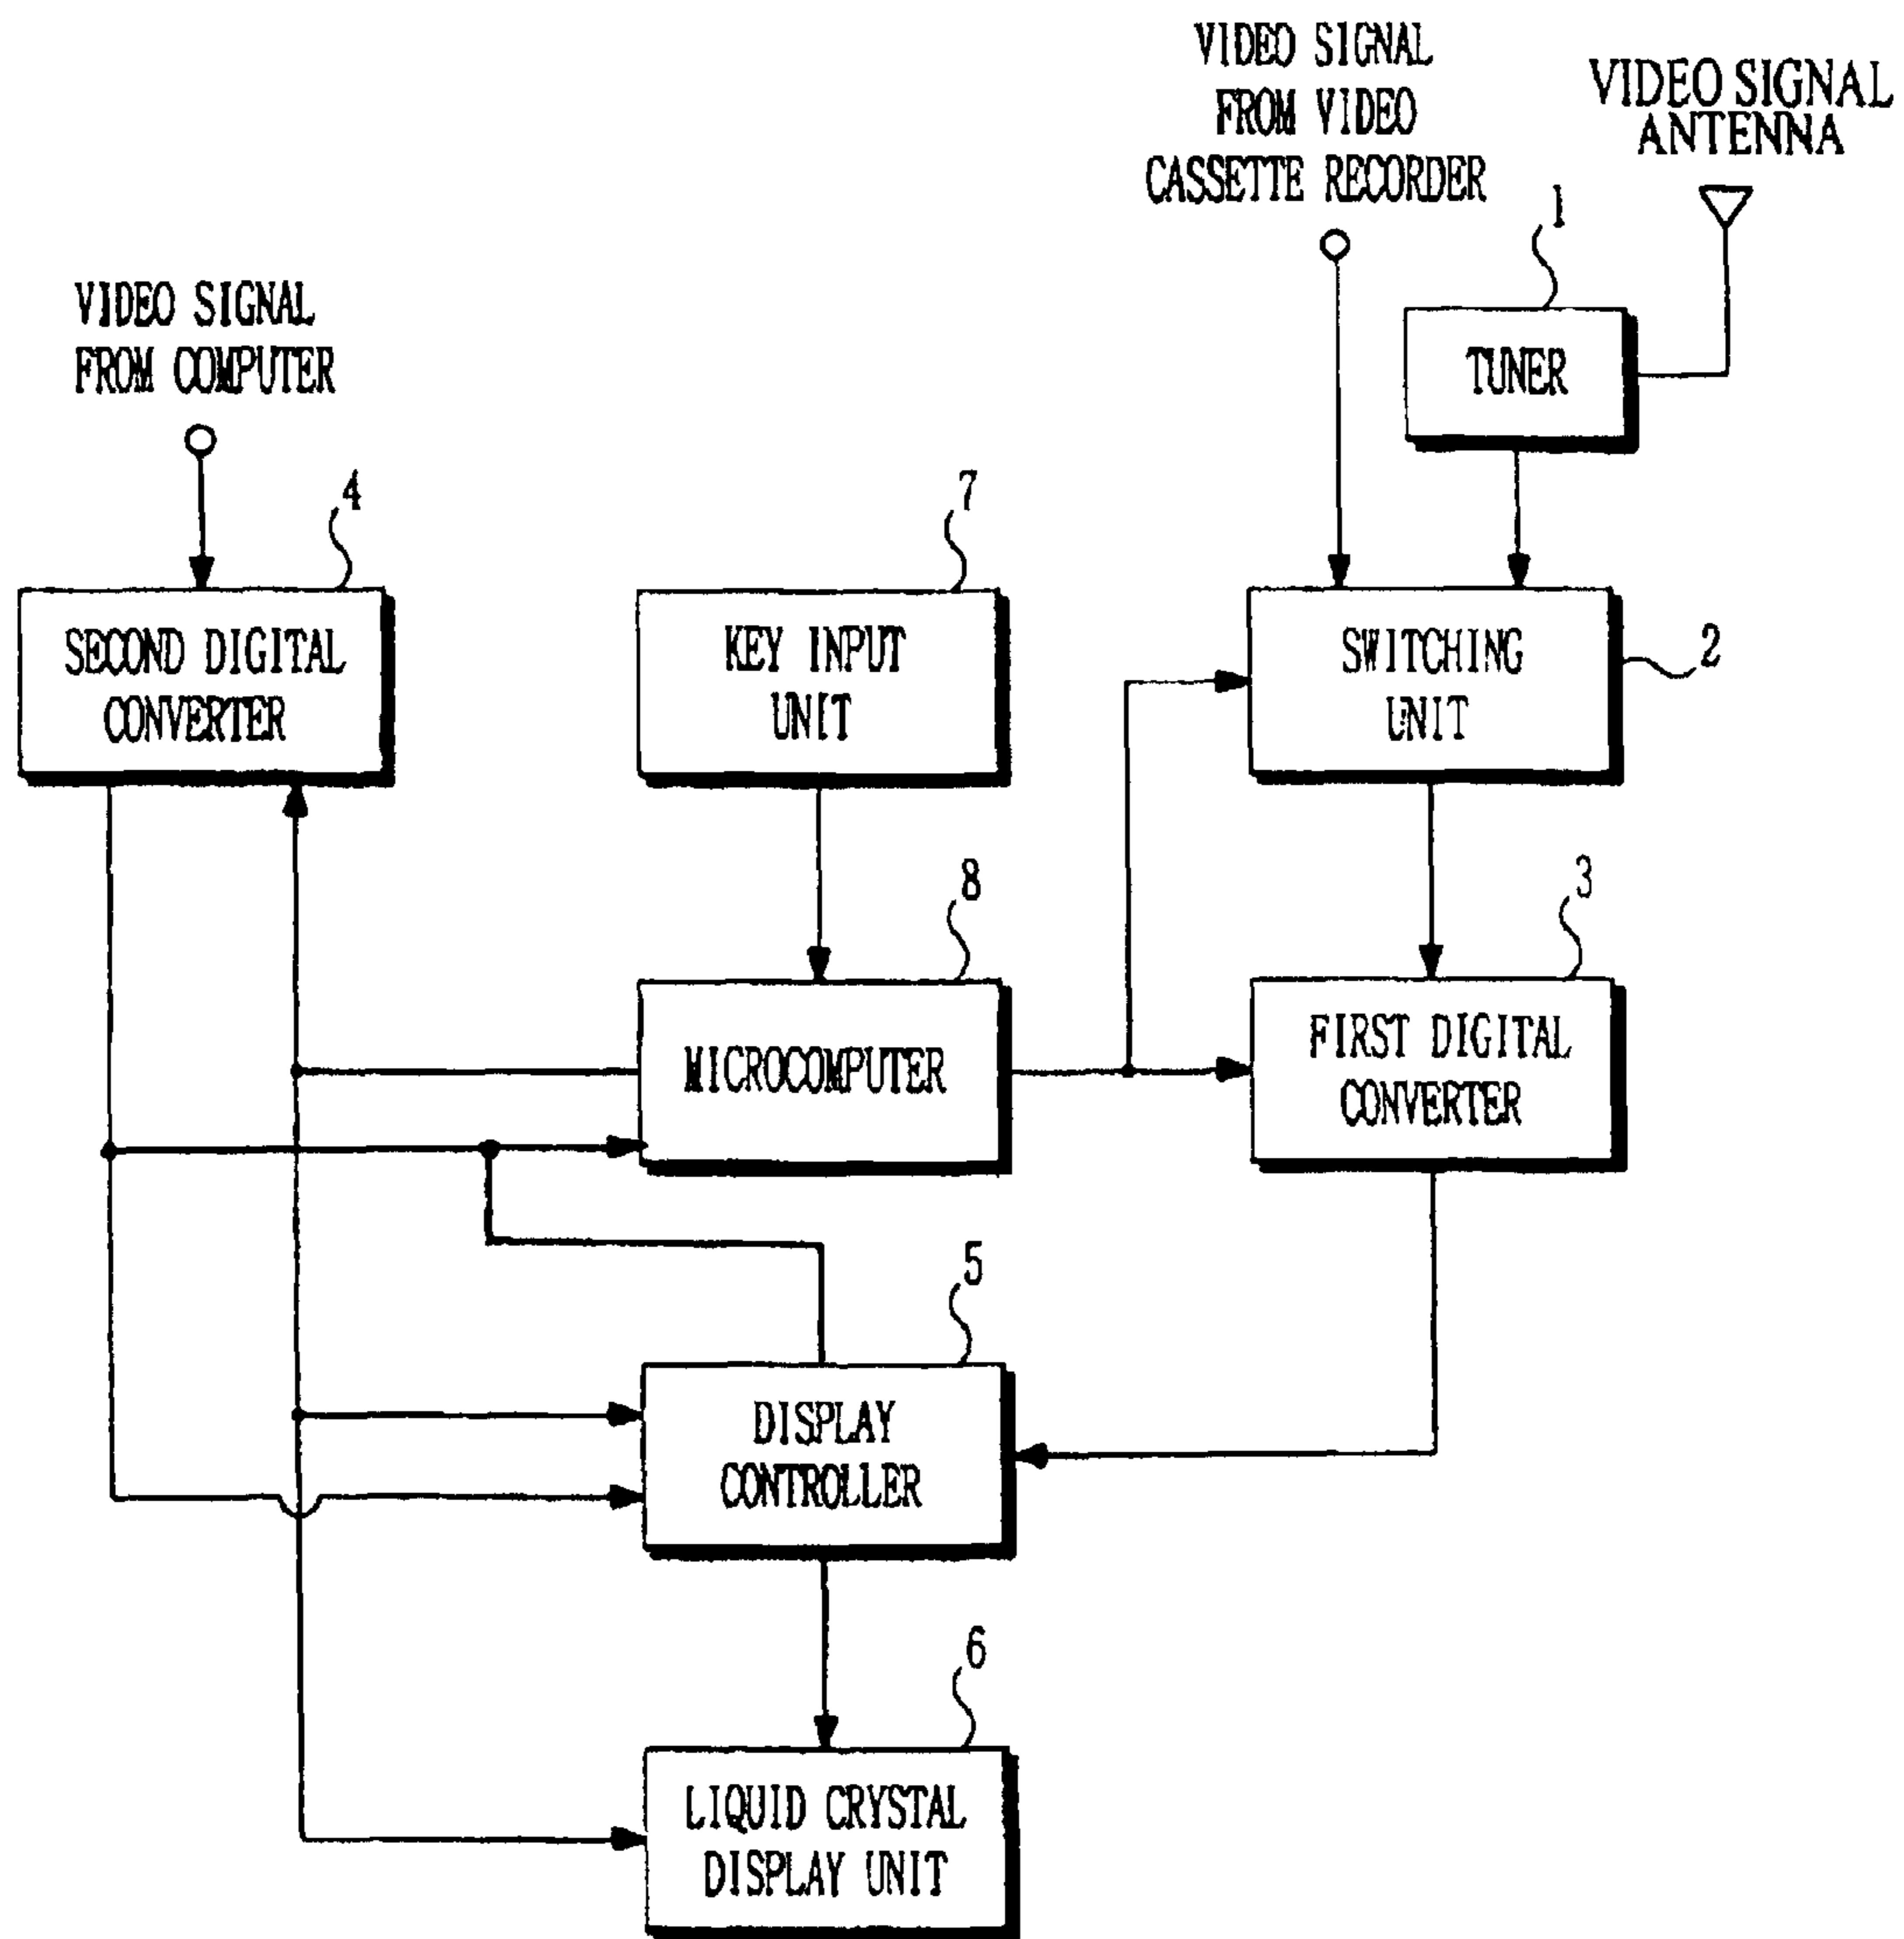 VIDEO SIGNAL
FROM VIDEO
CASSETTE RECORDER
VIDEO SIGNAL
ANTENNA
1
TUNER
VIDEO SIGNAL
FROM COMPUTER
4
SECOND DIGITAL
CONVERTER
7
KEY INPUT
UNIT
SWITCHING
UNIT
2
8
MICROCOMPUTER
3
FIRST DIGITAL
CONVERTER
5
DISPLAY
CONTROLLER
6
LIQUID CRYSTAL
DISPLAY UNIT